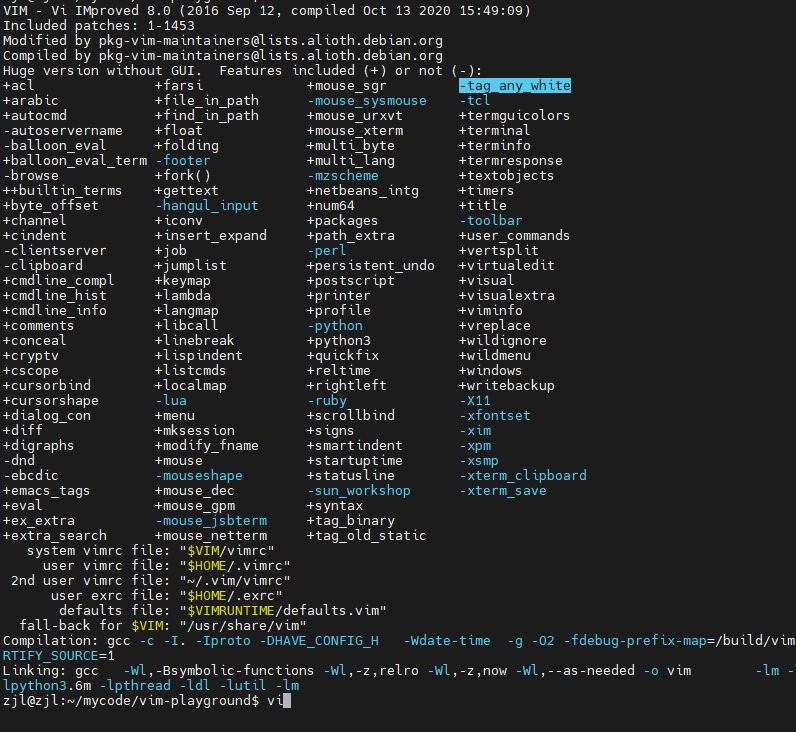 VIM - Vi IMproved 8.0 (2016 Sep 12, compiled Oct 13 2020 15:49:09)
Included patches: 1-1453
Modified by pkg-vim-maintainers@lists.alioth.debian.org
Compiled by pkg-vim-maintainers@lists.alioth.debian.org
Huge version without GUI.  Features included (+) or not (-):
+acl               +farsi             +mouse_sgr         -tag_any_white
+arabic            +file_in_path      -mouse_sysmouse    -tcl
+autocmd           +find_in_path      +mouse_urxvt       +termguicolors
-autoservername    +float             +mouse_xterm       +terminal
-balloon_eval      +folding           +multi_byte        +terminfo
+balloon_eval_term -footer            +multi_lang        +termresponse
-browse            +fork()            -mzscheme          +textobjects
++builtin_terms    +gettext           +netbeans_intg     +timers
+byte_offset       -hangul_input      +num64             +title
+channel           +iconv             +packages          -toolbar
+cindent           +insert_expand     +path_extra        +user_commands
-clientserver      +job               -perl              +vertsplit
-clipboard         +jumplist          +persistent_undo   +virtualedit
+cmdline_compl     +keymap            +postscript        +visual
+cmdline_hist      +lambda            +printer           +visualextra
+cmdline_info      +langmap           +profile           +viminfo
+comments          +libcall           -python            +vreplace
+conceal           +linebreak         +python3           +wildignore
+cryptv            +lispindent        +quickfix          +wildmenu
+cscope            +listcmds          +reltime           +windows
+cursorbind        +localmap          +rightleft         +writebackup
+cursorshape       -lua               -ruby              -X11
+dialog_con        +menu              +scrollbind        -xfontset
+diff              +mksession         +signs             -xim
+digraphs          +modify_fname      +smartindent       -xpm
-dnd               +mouse             +startuptime       -xsmp
-ebcdic            -mouseshape        +statusline        -xterm_clipboard
+emacs_tags        +mouse_dec         -sun_workshop      -xterm_save
+eval              +mouse_gpm         +syntax
+ex_extra          -mouse_jsbterm     +tag_binary
+extra_search      +mouse_netterm     +tag_old_static
system vimrc file: "$VIM/vimrc"
user vimrc file: "$HOME/.vimrc"
2nd user vimrc file: "~/.vim/vimrc"
user exrc file: "$HOME/.exrc"
defaults file: "$VIMRUNTIME/defaults.vim"
fall-back for $VIM: "/usr/share/vim"
Compilation: gcc -c -I. -Iproto -DHAVE_CONFIG_H   -Wdate-time  -g -O2 -fdebug-prefix-map=/build/vim
RTIFY_SOURCE=1
Linking: gcc   -Wl,-Bsymbolic-functions -Wl,-z,relro -Wl,-z,now -Wl,--as-needed -o vim        -lm -
lpython3.6m -lpthread -ldl -lutil -lm
zjl@zjl:~/mycode/vim-playground$ vi